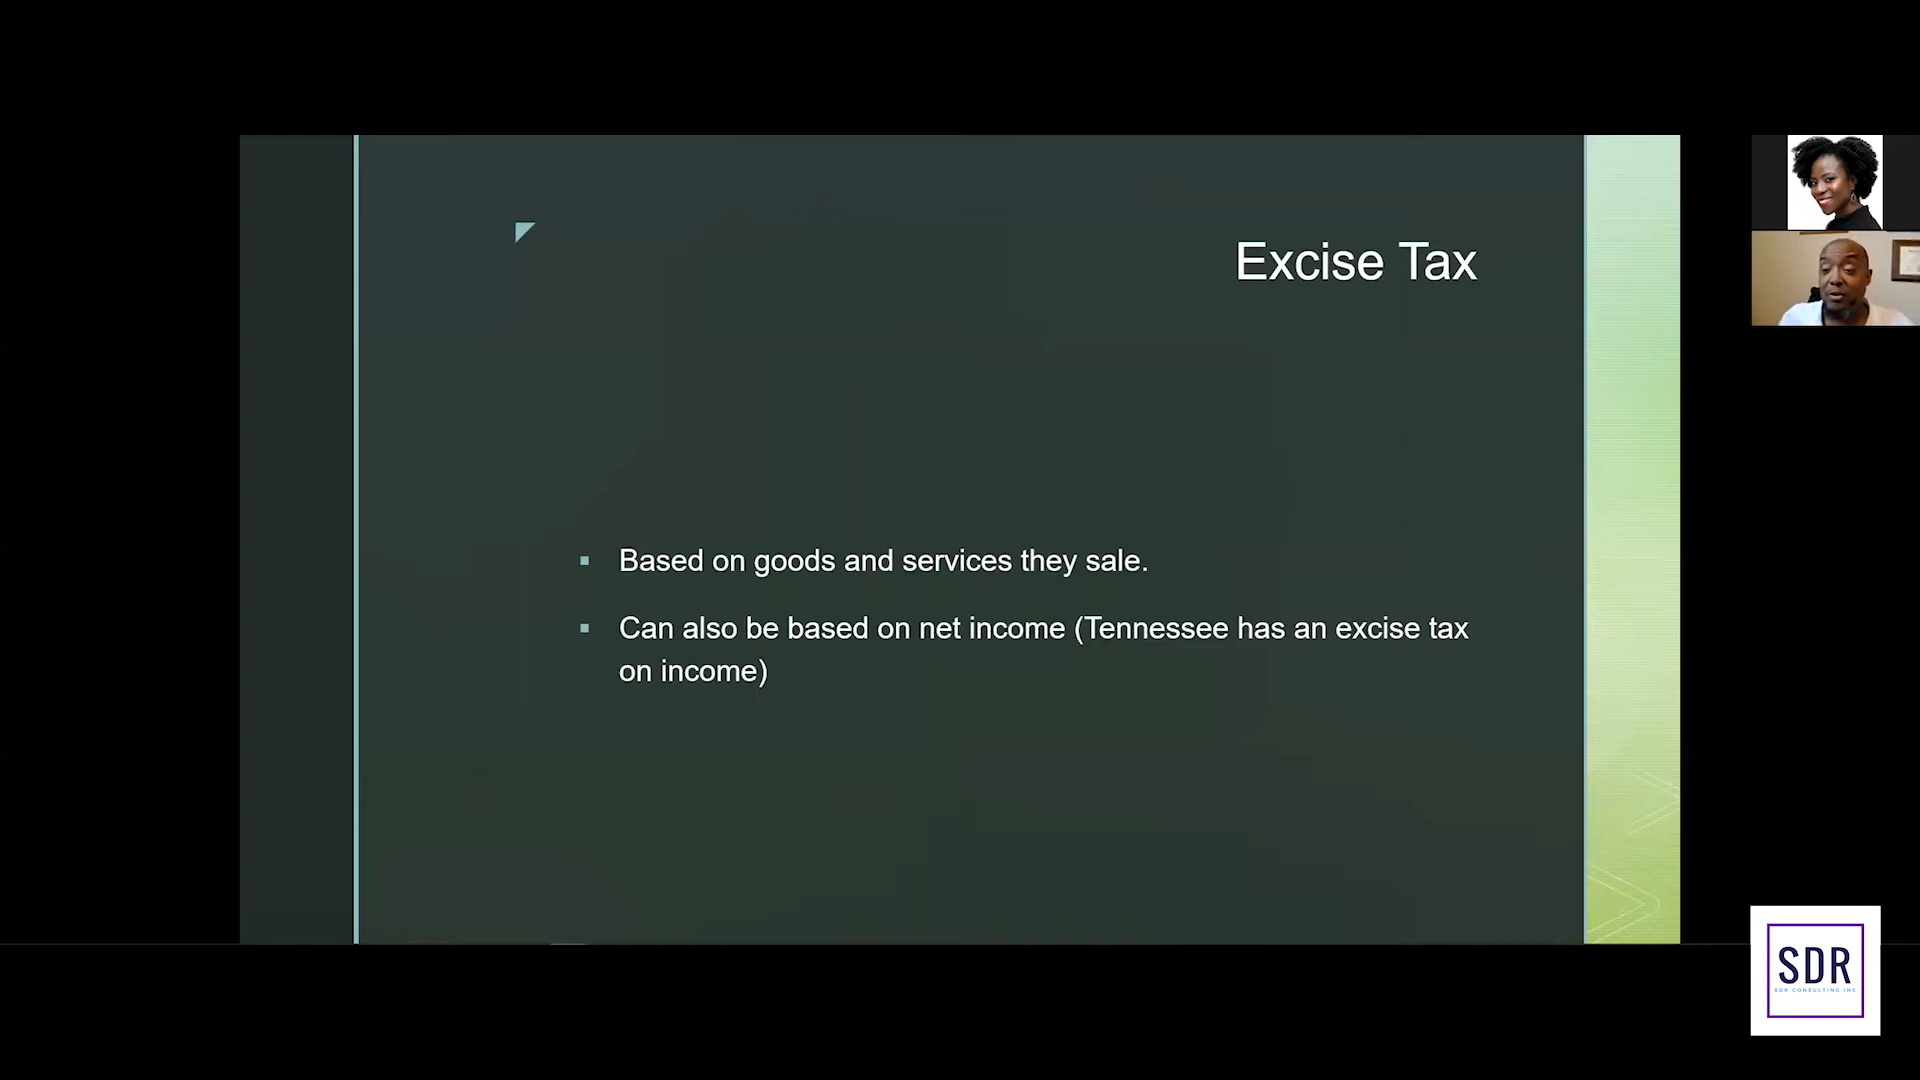 Excise Tax
Based on goods and services they sale.
Can also be based on net income (Tennessee has an excise tax
on income)
SDR
SDR CONSULTING INC